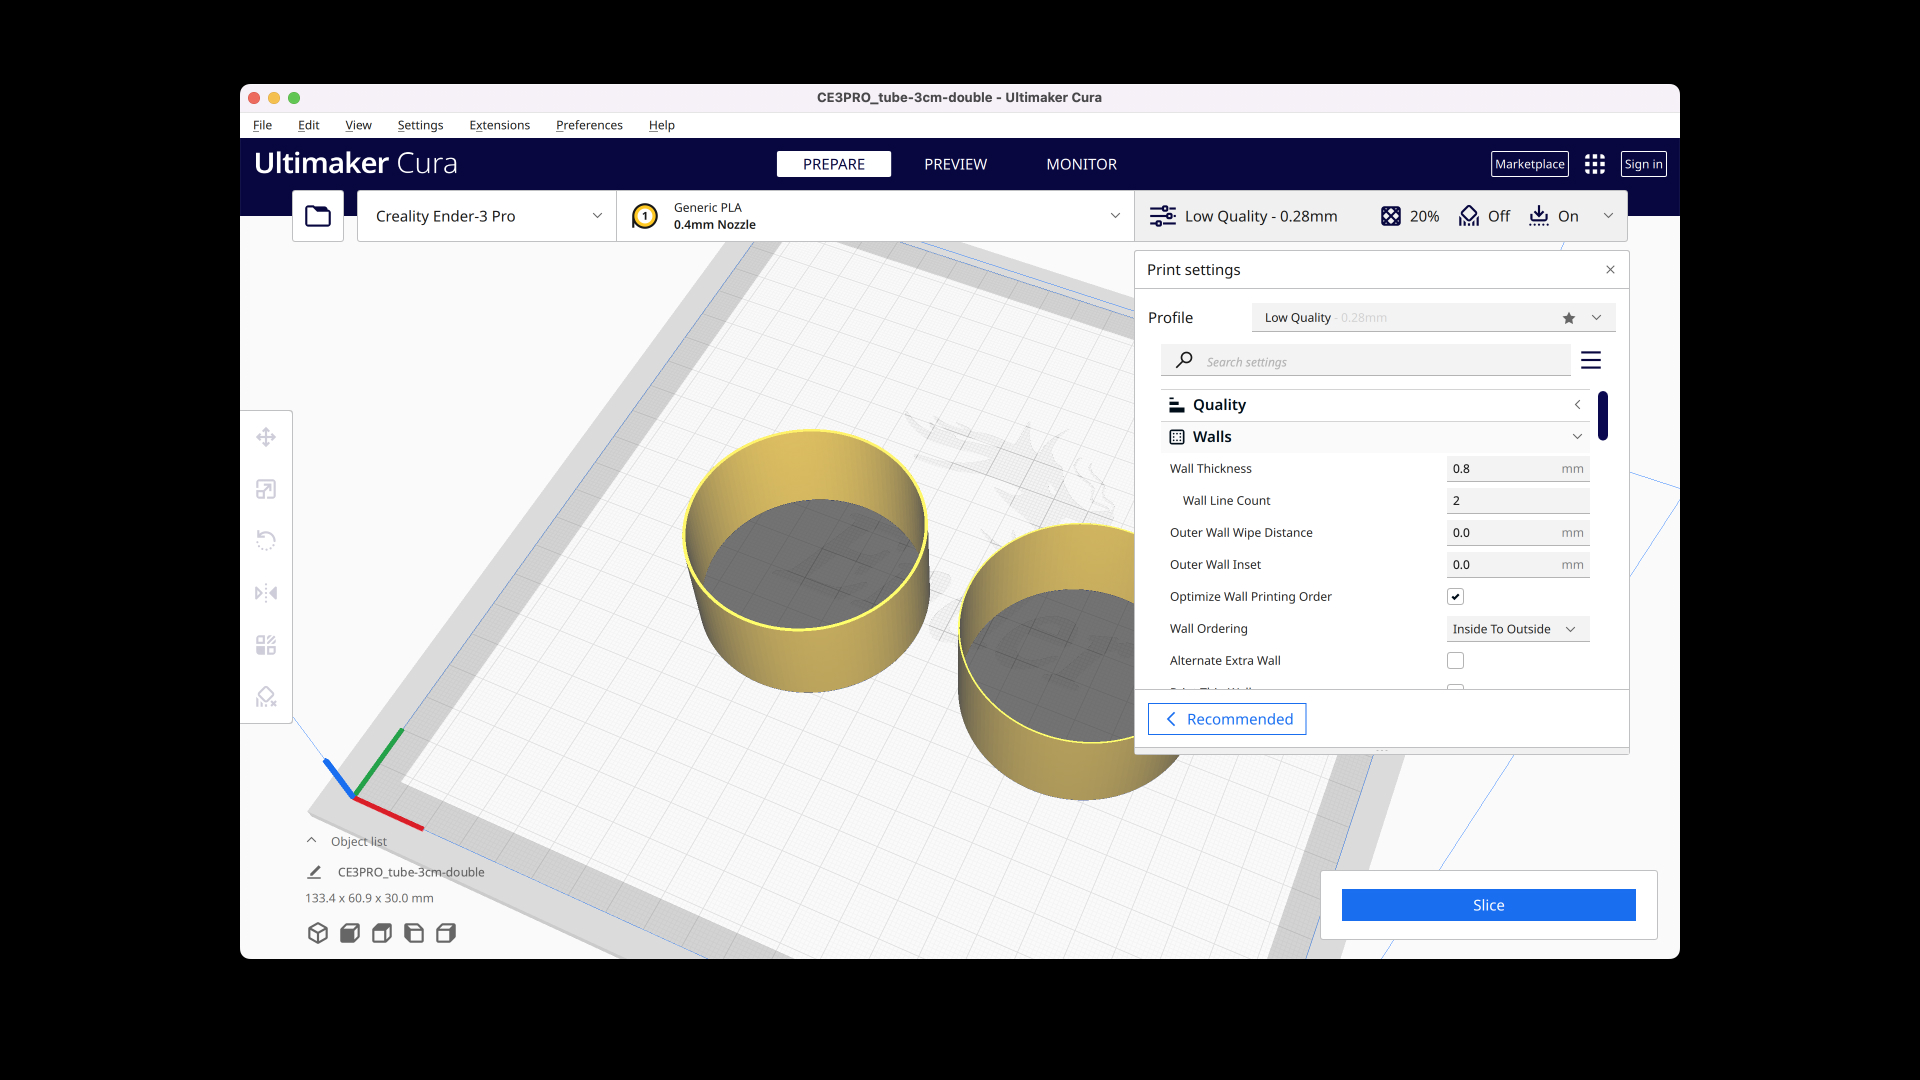 CE3PRO_tube-3cm-double - Ultimaker Cura
File Edit View Settings Extensions Preferences Help
Ultimaker Cura
PREPARE PREVIEW MONITOR
Marketplace Sign in
Creality Ender-3 Pro
1
Generic PLA
0.4mm Nozzle
Low Quality - 0.28mm 20% Off On
Print settings
Profile Low Quality - 0.28mm
Search settings
Quality
Walls
Wall Thickness 0.8 mm
Wall Line Count 2
Outer Wall Wipe Distance 0.0 mm
Outer Wall Inset 0.0 mm
Optimize Wall Printing Order
Wall Ordering Inside To Outside
Alternate Extra Wall
Recommended
Object list
CE3PRO_tube-3cm-double
133.4 x 60.9 x 30.0 mm
Slice